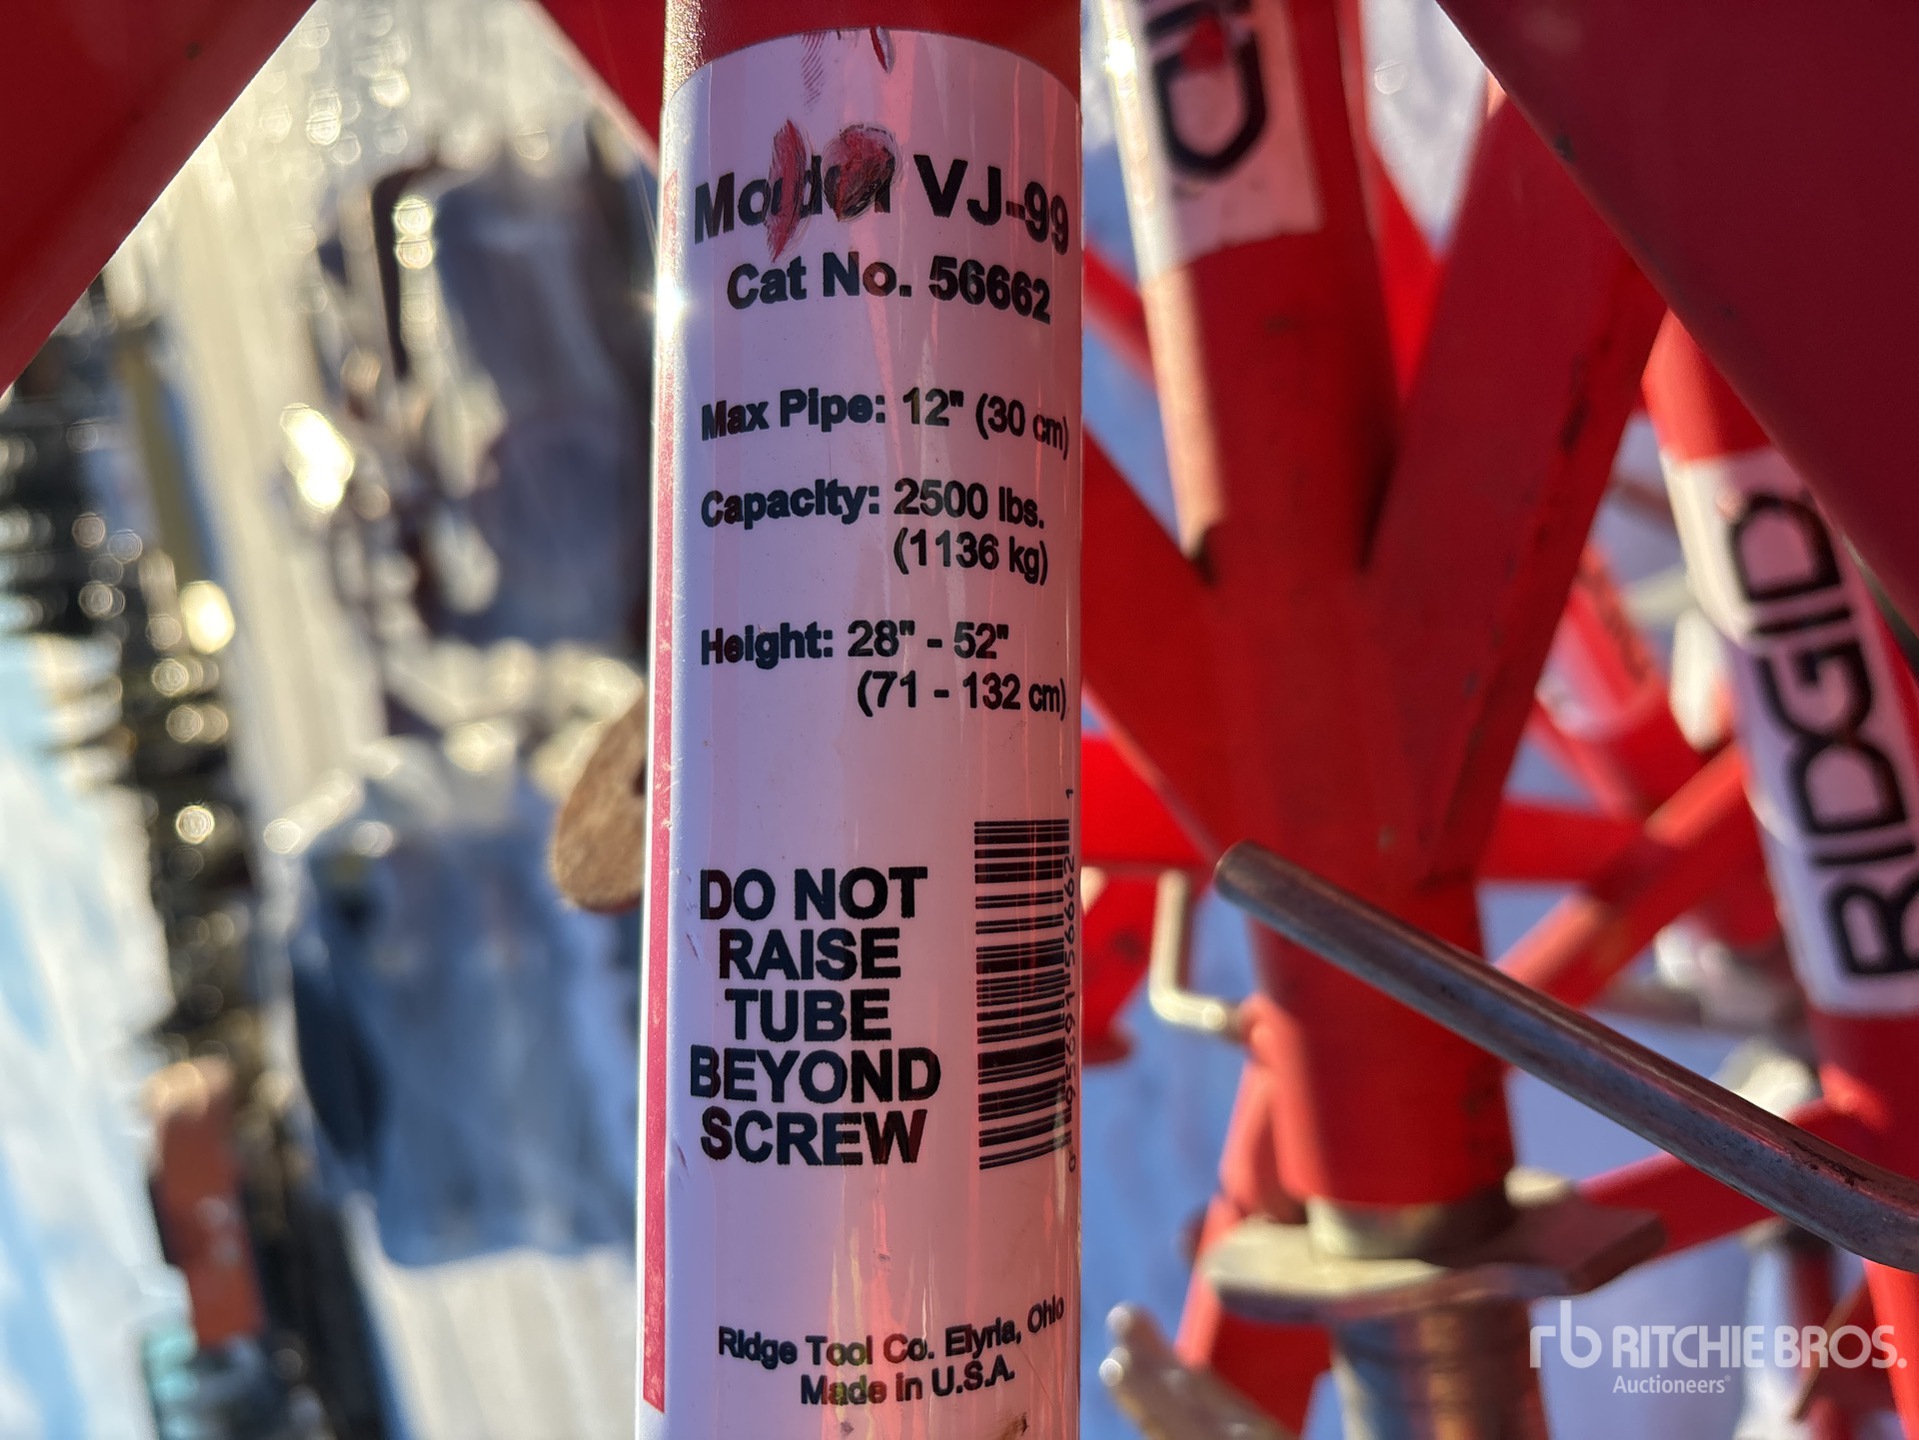 Model VJ-99
Cat No. 56662
Max Pipe: 12" (30 cm)
Capacity: 2500 lbs.
(1136 kg)
Height: 28" - 52"
(71 - 132 cm)
DO NOT
RAISE
TUBE
BEYOND
SCREW
Ridge Tool Co. Elyria, Ohio
Made in U.S.A.
RIDGID
rb RITCHIE BROS.
Auctioneers